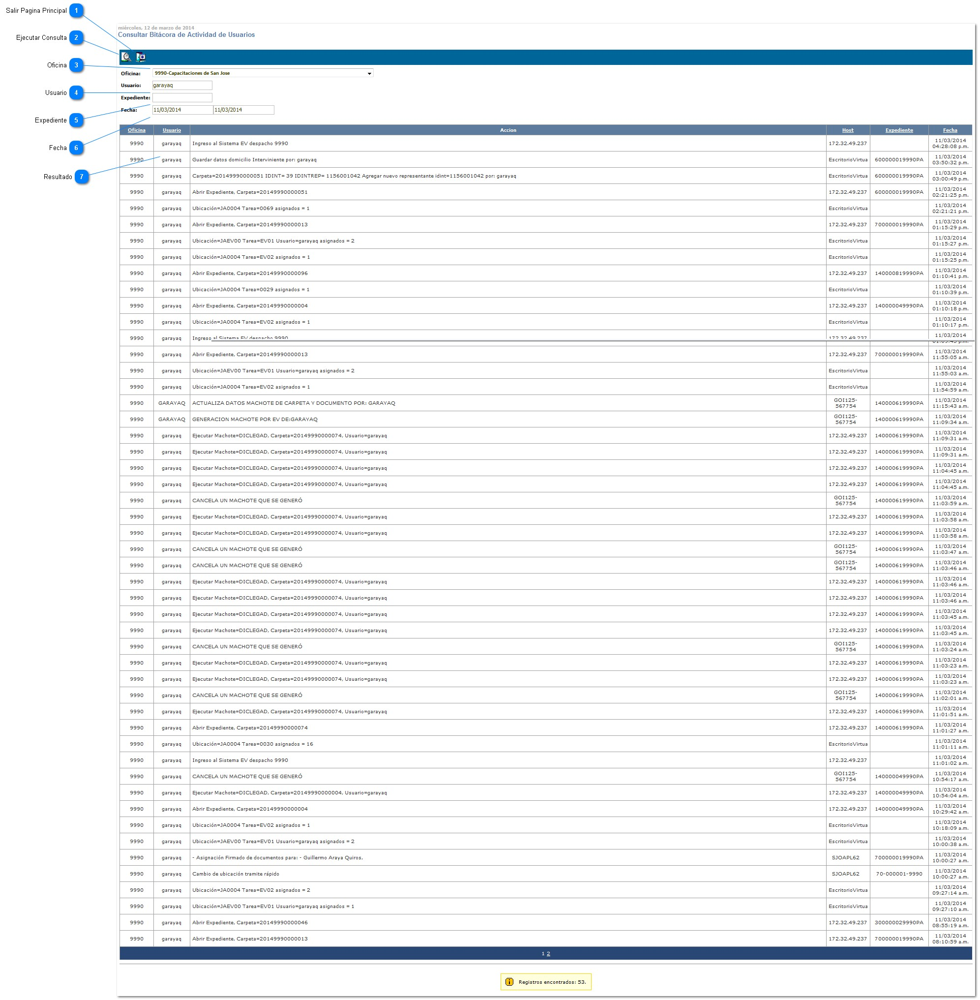 Salir Pagina Principal 1
Ejecutar Consulta 2
Oficina 3
Usuario 4
Expediente 5
Fecha 6
Resultado 7
miércoles, 12 de marzo de 2014
Consultar Bitácora de Actividad de Usuarios
Oficina: 9990-Capacitaciones de San Jose
Usuario: garayaq
Expediente:
Fecha: 11/03/2014 11/03/2014
Oficina Usuario Accion Host Expediente Fecha
9990 garayaq Ingreso al Sistema EV despacho 9990 172.32.49.237 11/03/2014 04:28:08 p.m.
9990 garayaq Guardar datos domicilio Interviniente por: garayaq EscritorioVirtua 600000019990PA 11/03/2014 03:50:32 p.m.
9990 garayaq Carpeta=20149990000051 IDINT= 39 IDINTREP= 1156001042 Agregar nuevo representante idint=1156001042 por: garayaq EscritorioVirtua 600000019990PA 11/03/2014 03:00:49 p.m.
9990 garayaq Abrir Expediente, Carpeta=20149990000051 172.32.49.237 600000019990PA 11/03/2014 02:21:25 p.m.
9990 garayaq Ubicación=JA0004 Tarea=0069 asignados = 1 EscritorioVirtua 11/03/2014 02:21:21 p.m.
9990 garayaq Abrir Expediente, Carpeta=20149990000013 172.32.49.237 700000019990PA 11/03/2014 01:15:29 p.m.
9990 garayaq Ubicación=JAEV00 Tarea=EV01 Usuario=garayaq asignados = 2 EscritorioVirtua 11/03/2014 01:15:27 p.m.
9990 garayaq Ubicación=JA0004 Tarea=EV02 asignados = 1 EscritorioVirtua 11/03/2014 01:15:25 p.m.
9990 garayaq Abrir Expediente, Carpeta=20149990000096 172.32.49.237 140000819990PA 11/03/2014 01:10:41 p.m.
9990 garayaq Ubicación=JA0004 Tarea=0029 asignados = 1 EscritorioVirtua 11/03/2014 01:10:39 p.m.
9990 garayaq Abrir Expediente, Carpeta=20149990000004 172.32.49.237 140000049990PA 11/03/2014 01:10:18 p.m.
9990 garayaq Ubicación=JA0004 Tarea=EV02 asignados = 1 EscritorioVirtua 11/03/2014 01:10:17 p.m.
9990 garayaq Ingreso al Sistema EV despacho 9990 172.32.49.237 11/03/2014
9990 garayaq Abrir Expediente, Carpeta=20149990000013 172.32.49.237 700000019990PA 11/03/2014 11:55:05 a.m.
9990 garayaq Ubicación=JAEV00 Tarea=EV01 Usuario=garayaq asignados = 2 EscritorioVirtua 11/03/2014 11:55:03 a.m.
9990 garayaq Ubicación=JA0004 Tarea=EV02 asignados = 1 EscritorioVirtua 11/03/2014 11:54:59 a.m.
9990 GARAYAQ ACTUALIZA DATOS MACHOTE DE CARPETA Y DOCUMENTO POR: GARAYAQ GOI125-567754 140000619990PA 11/03/2014 11:15:43 a.m.
9990 GARAYAQ GENERACION MACHOTE POR EV DE:GARAYAQ GOI125-567754 140000619990PA 11/03/2014 11:09:34 a.m.
9990 garayaq Ejecutar Machote=DICLEGAD, Carpeta=20149990000074, Usuario=garayaq 172.32.49.237 140000619990PA 11/03/2014 11:09:31 a.m.
9990 garayaq Ejecutar Machote=DICLEGAD, Carpeta=20149990000074, Usuario=garayaq 172.32.49.237 140000619990PA 11/03/2014 11:09:31 a.m.
9990 garayaq Ejecutar Machote=DICLEGAD, Carpeta=20149990000074, Usuario=garayaq 172.32.49.237 140000619990PA 11/03/2014 11:04:45 a.m.
9990 garayaq Ejecutar Machote=DICLEGAD, Carpeta=20149990000074, Usuario=garayaq 172.32.49.237 140000619990PA 11/03/2014 11:04:45 a.m.
9990 garayaq CANCELA UN MACHOTE QUE SE GENERÓ GOI125-567754 140000619990PA 11/03/2014 11:03:59 a.m.
9990 garayaq Ejecutar Machote=DICLEGAD, Carpeta=20149990000074, Usuario=garayaq 172.32.49.237 140000619990PA 11/03/2014 11:03:58 a.m.
9990 garayaq Ejecutar Machote=DICLEGAD, Carpeta=20149990000074, Usuario=garayaq 172.32.49.237 140000619990PA 11/03/2014 11:03:58 a.m.
9990 garayaq CANCELA UN MACHOTE QUE SE GENERÓ GOI125-567754 140000619990PA 11/03/2014 11:03:47 a.m.
9990 garayaq CANCELA UN MACHOTE QUE SE GENERÓ GOI125-567754 140000619990PA 11/03/2014 11:03:46 a.m.
9990 garayaq Ejecutar Machote=DICLEGAD, Carpeta=20149990000074, Usuario=garayaq 172.32.49.237 140000619990PA 11/03/2014 11:03:46 a.m.
9990 garayaq Ejecutar Machote=DICLEGAD, Carpeta=20149990000074, Usuario=garayaq 172.32.49.237 140000619990PA 11/03/2014 11:03:46 a.m.
9990 garayaq Ejecutar Machote=DICLEGAD, Carpeta=20149990000074, Usuario=garayaq 172.32.49.237 140000619990PA 11/03/2014 11:03:45 a.m.
9990 garayaq Ejecutar Machote=DICLEGAD, Carpeta=20149990000074, Usuario=garayaq 172.32.49.237 140000619990PA 11/03/2014 11:03:45 a.m.
9990 garayaq CANCELA UN MACHOTE QUE SE GENERÓ GOI125-567754 140000619990PA 11/03/2014 11:03:24 a.m.
9990 garayaq Ejecutar Machote=DICLEGAD, Carpeta=20149990000074, Usuario=garayaq 172.32.49.237 140000619990PA 11/03/2014 11:03:23 a.m.
9990 garayaq Ejecutar Machote=DICLEGAD, Carpeta=20149990000074, Usuario=garayaq 172.32.49.237 140000619990PA 11/03/2014 11:03:23 a.m.
9990 garayaq CANCELA UN MACHOTE QUE SE GENERÓ GOI125-567754 140000619990PA 11/03/2014 11:02:01 a.m.
9990 garayaq Ejecutar Machote=DICLEGAD, Carpeta=20149990000074, Usuario=garayaq 172.32.49.237 140000619990PA 11/03/2014 11:01:51 a.m.
9990 garayaq Abrir Expediente, Carpeta=20149990000074 172.32.49.237 140000619990PA 11/03/2014 11:01:27 a.m.
9990 garayaq Ubicación=JA0004 Tarea=0030 asignados = 16 EscritorioVirtua 11/03/2014 11:01:11 a.m.
9990 garayaq Ingreso al Sistema EV despacho 9990 172.32.49.237 11/03/2014 11:01:02 a.m.
9990 garayaq CANCELA UN MACHOTE QUE SE GENERÓ GOI125-567754 140000049990PA 11/03/2014 10:54:17 a.m.
9990 garayaq Ejecutar Machote=DICLEGAD, Carpeta=20149990000004, Usuario=garayaq 172.32.49.237 140000049990PA 11/03/2014 10:54:04 a.m.
9990 garayaq Abrir Expediente, Carpeta=20149990000004 172.32.49.237 140000049990PA 11/03/2014 10:29:42 a.m.
9990 garayaq Ubicación=JA0004 Tarea=EV02 asignados = 1 EscritorioVirtua 11/03/2014 10:18:09 a.m.
9990 garayaq Ubicación=JAEV00 Tarea=EV01 Usuario=garayaq asignados = 2 EscritorioVirtua 11/03/2014 10:00:38 a.m.
9990 garayaq - Asignación Firmado de documentos para: - Guillermo Araya Quiros, SJOAPL62 700000019990PA 11/03/2014 10:00:27 a.m.
9990 garayaq Cambio de ubicación tramite rápido SJOAPL62 70-000001-9990 11/03/2014 10:00:27 a.m.
9990 garayaq Ubicación=JA0004 Tarea=EV02 asignados = 2 EscritorioVirtua 11/03/2014 09:27:14 a.m.
9990 garayaq Ubicación=JAEV00 Tarea=EV01 Usuario=garayaq asignados = 1 EscritorioVirtua 11/03/2014 09:27:10 a.m.
9990 garayaq Abrir Expediente, Carpeta=20149990000046 172.32.49.237 300000029990PA 11/03/2014 08:55:19 a.m.
9990 garayaq Abrir Expediente, Carpeta=20149990000013 172.32.49.237 700000019990PA 11/03/2014 08:10:59 a.m.
1 2
Registros encontrados: 53.